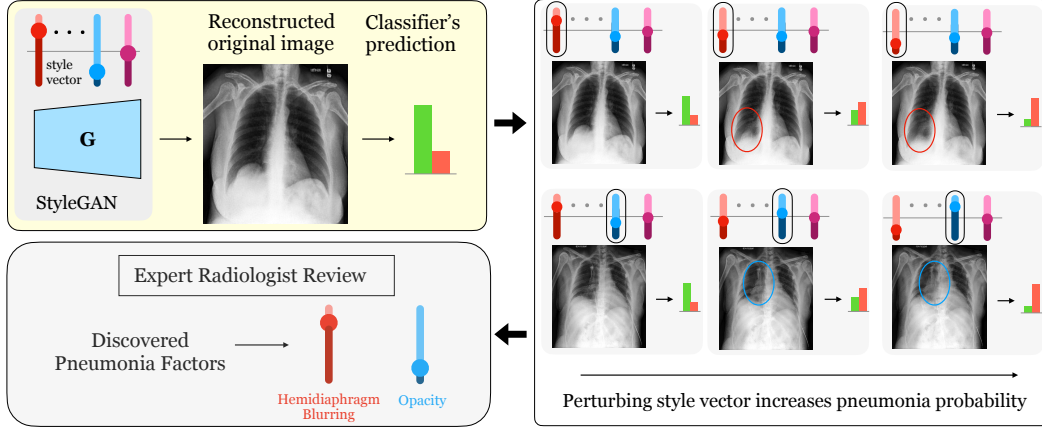 style
vector
G
StyleGAN
Reconstructed
original image
Classifier's
prediction
Perturbing style vector increases pneumonia probability
Expert Radiologist Review
Discovered
Pneumonia Factors
Hemidiaphragm
Blurring
Opacity